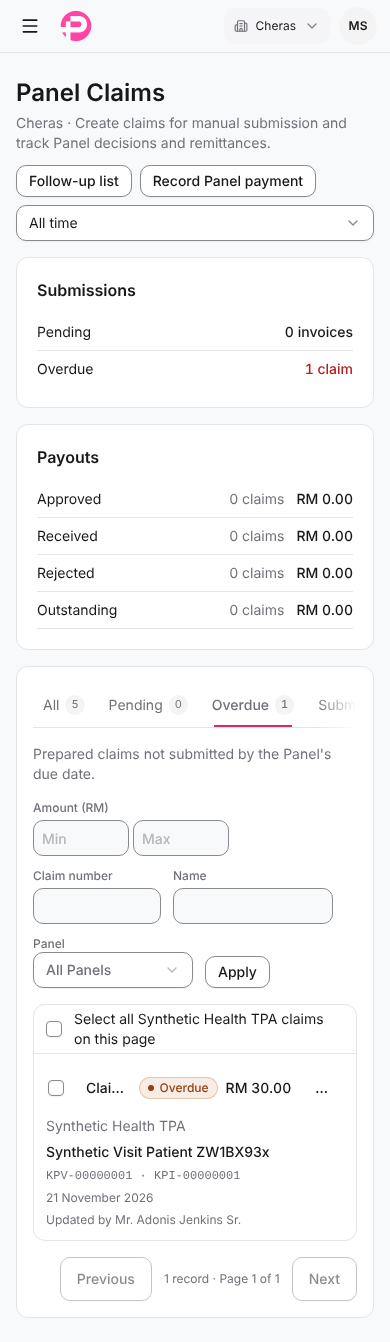 Cheras
MS
Panel Claims
Cheras · Create claims for manual submission and
track Panel decisions and remittances.
Follow-up list
Record Panel payment
All time
Submissions
Pending
0 invoices
Overdue
1 claim
Payouts
Approved
0 claims
RM 0.00
Received
0 claims
RM 0.00
Rejected
0 claims
RM 0.00
Outstanding
0 claims
RM 0.00
All 5
Pending 0
Overdue 1
Subm
Prepared claims not submitted by the Panel's
due date.
Amount (RM)
Min
Max
Claim number
Name
Panel
All Panels
Apply
Select all Synthetic Health TPA claims
on this page
Clai...
Overdue
RM 30.00
...
Synthetic Health TPA
Synthetic Visit Patient ZW1BX93x
KPV-00000001 · KPI-00000001
21 November 2026
Updated by Mr. Adonis Jenkins Sr.
Previous
1 record · Page 1 of 1
Next